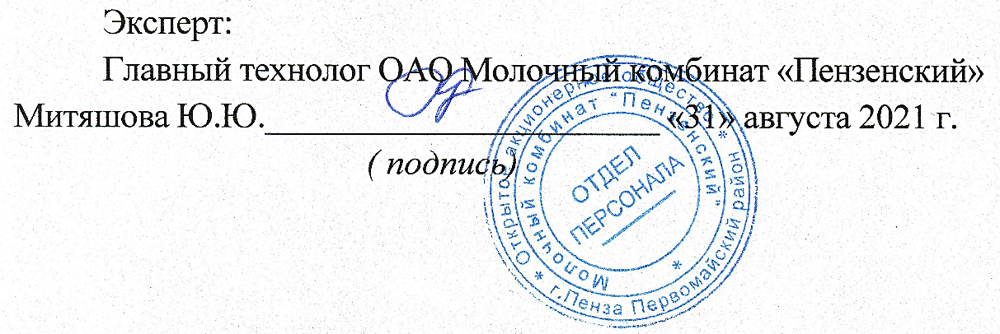 Эксперт:
Главный технолог ОАО Молочный комбинат «Пензенский»
Митяшова Ю.Ю.________________________ «31» августа 2021 г.
( подпись)
Открытое акционерное общество * г.Пенза Первомайский район *
Молочный комбинат "Пензенский" *
ОТДЕЛ
ПЕРСОНАЛА